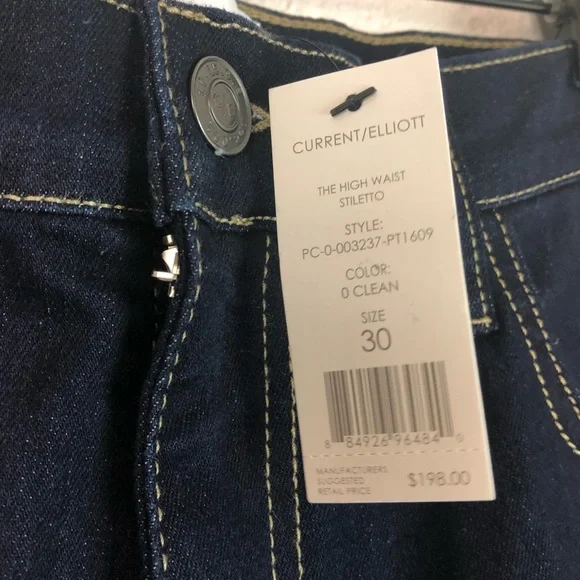 CURRENT/ELLIOTT
THE HIGH WAIST
STILETTO
STYLE:
PC-0-003237-PT1609
COLOR:
0 CLEAN
SIZE
30
8 84926 96484 0
MANUFACTURERS
SUGGESTED
RETAIL PRICE
$198.00